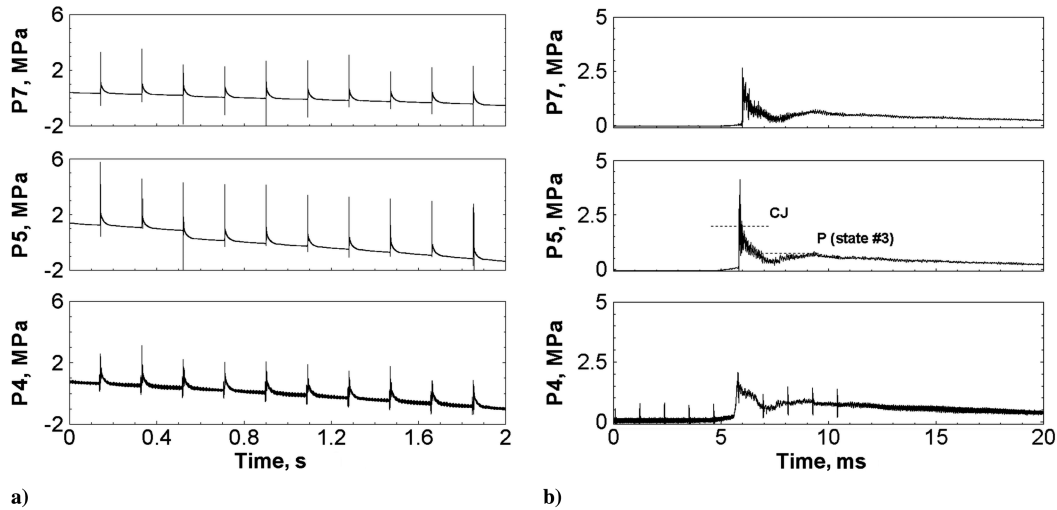 6
2
-2
P7, MPa
6
2
-2
P5, MPa
6
2
-2
P4, MPa
0 0.4 0.8 1.2 1.6 2
Time, s
a)
5
2.5
0
P7, MPa
5
2.5
0
P5, MPa
CJ
P (state #3)
5
2.5
0
P4, MPa
0 5 10 15 20
Time, ms
b)